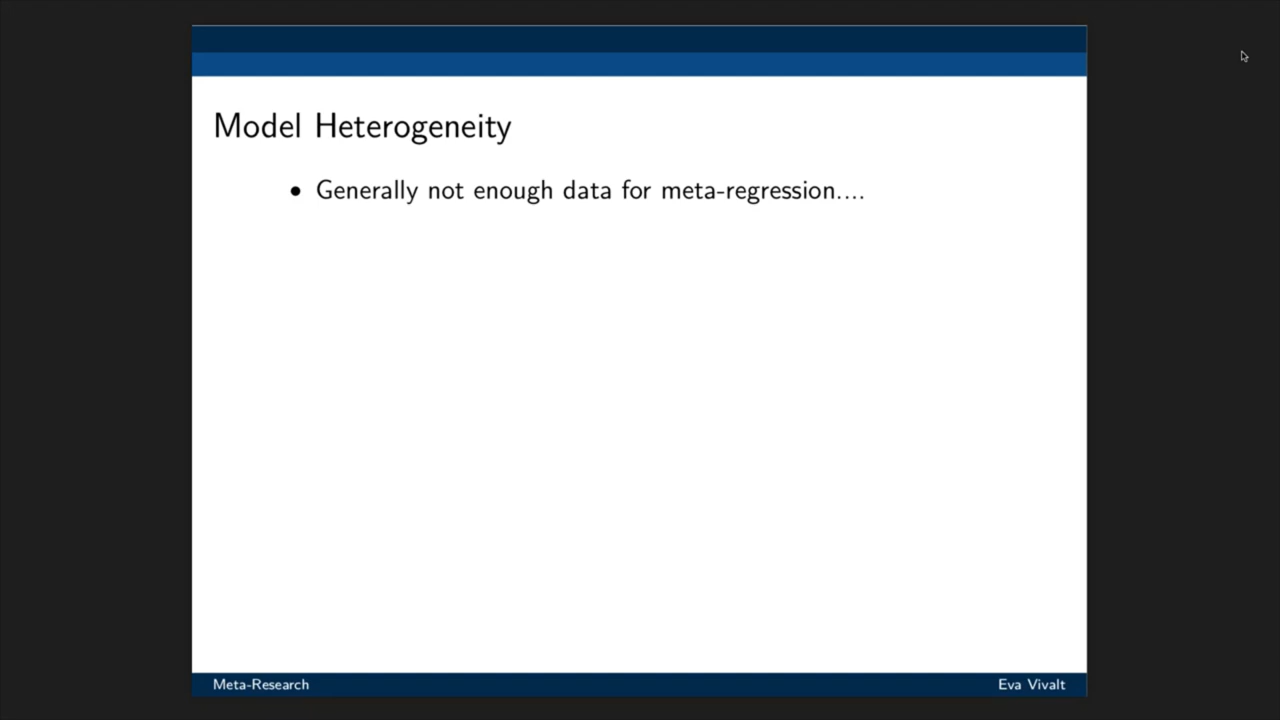 Model Heterogeneity
• Generally not enough data for meta-regression....
Meta-Research
Eva Vivalt